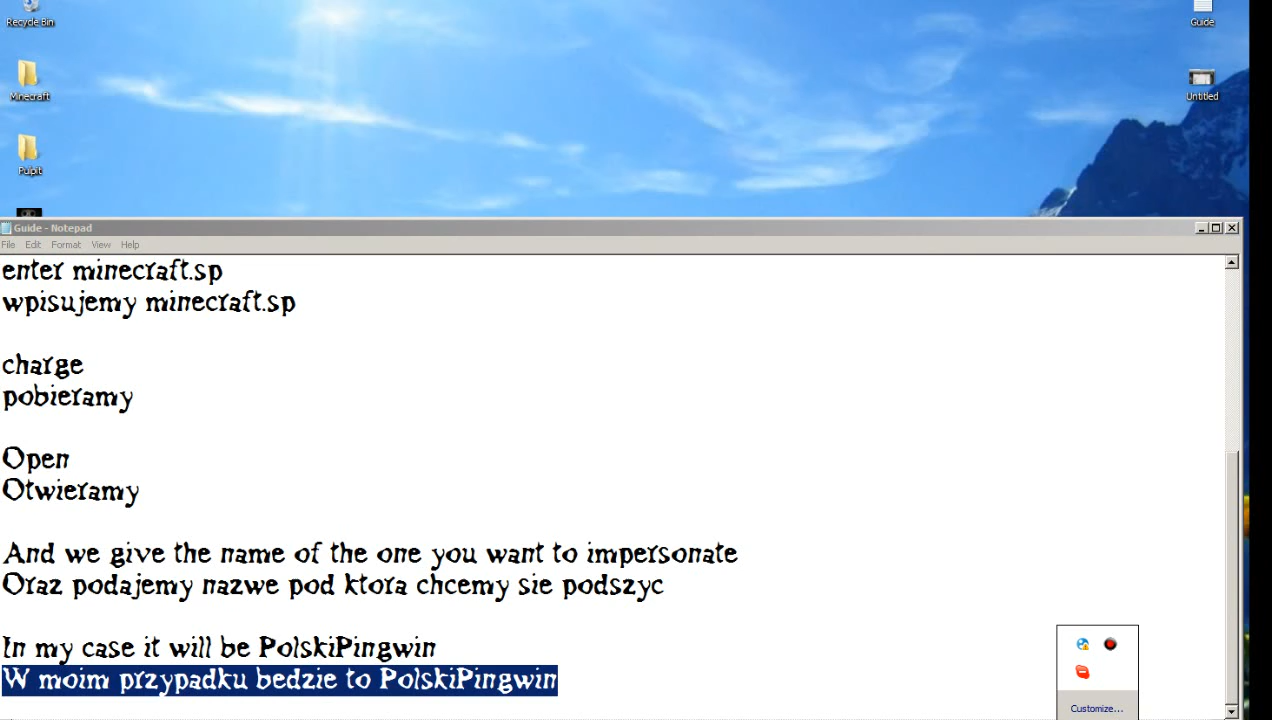 Recycle Bin
Guide
Minecraft
Untitled
Pupit
Guide - Notepad
File Edit Format View Help
enter minecraft.sp
wpisujemy minecraft.sp
charge
pobieramy
Open
Otwieramy
And we give the name of the one you want to impersonate
Oraz podajemy nazwe pod ktora chcemy sie podszyc
In my case it will be PolskiPingwin
W moim przypadku bedzie to PolskiPingwin
Customize...